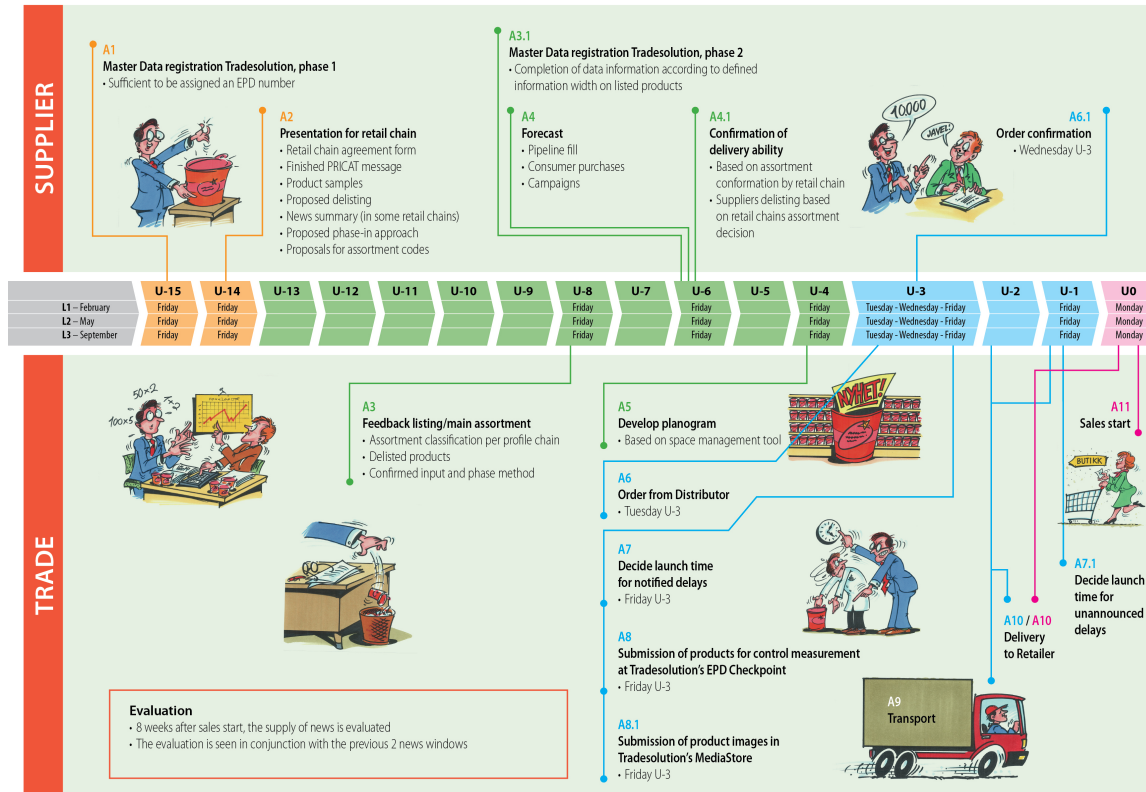 SUPPLIER
A1
Master Data registration Tradesolution, phase 1
• Sufficient to be assigned an EPD number
A2
Presentation for retail chain
• Retail chain agreement form
• Finished PRICAT message
• Product samples
• Proposed delisting
• News summary (in some retail chains)
• Proposed phase-in approach
• Proposals for assortment codes
A3.1
Master Data registration Tradesolution, phase 2
• Completion of data information according to defined
information width on listed products
A4
Forecast
• Pipeline fill
• Consumer purchases
• Campaigns
A4.1
Confirmation of
delivery ability
• Based on assortment
conformation by retail chain
• Suppliers delisting based
on retail chains assortment
decision
10.000
JAVEL!
A6.1
Order confirmation
• Wednesday U-3
U-15 U-14 U-13 U-12 U-11 U-10 U-9 U-8 U-7 U-6 U-5 U-4 U-3 U-2 U-1 U0
L1 – February Friday Friday Friday Friday Friday Tuesday - Wednesday - Friday Friday Monday
L2 – May Friday Friday Friday Friday Friday Tuesday - Wednesday - Friday Friday Monday
L3 – September Friday Friday Friday Friday Friday Tuesday - Wednesday - Friday Friday Monday
TRADE
50x2
7x2
100x5
A3
Feedback listing/main assortment
• Assortment classification per profile chain
• Delisted products
• Confirmed input and phase method
A5
Develop planogram
• Based on space management tool
NYHET!
A6
Order from Distributor
• Tuesday U-3
A7
Decide launch time
for notified delays
• Friday U-3
A8
Submission of products for control measurement
at Tradesolution's EPD Checkpoint
• Friday U-3
A8.1
Submission of product images in
Tradesolution's MediaStore
• Friday U-3
A11
Sales start
BUTIKK
A7.1
Decide launch
time for
unannounced
delays
A10 / A10
Delivery
to Retailer
A9
Transport
Evaluation
• 8 weeks after sales start, the supply of news is evaluated
• The evaluation is seen in conjunction with the previous 2 news windows